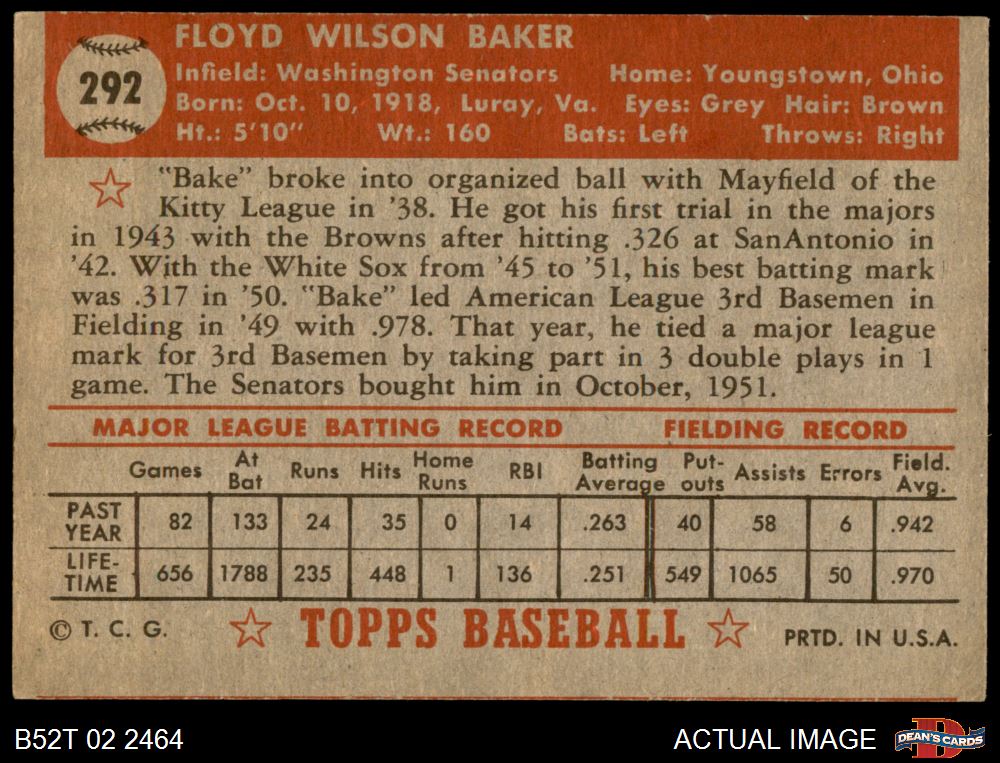 FLOYD WILSON BAKER
292
Infield: Washington Senators Home: Youngstown, Ohio
Born: Oct. 10, 1918, Luray, Va. Eyes: Grey Hair: Brown
Ht.: 5'10" Wt.: 160 Bats: Left Throws: Right
"Bake" broke into organized ball with Mayfield of the
Kitty League in '38. He got his first trial in the majors
in 1943 with the Browns after hitting .326 at SanAntonio in
'42. With the White Sox from '45 to '51, his best batting mark
was .317 in '50. "Bake" led American League 3rd Basemen in
Fielding in '49 with .978. That year, he tied a major league
mark for 3rd Basemen by taking part in 3 double plays in 1
game. The Senators bought him in October, 1951.
MAJOR LEAGUE BATTING RECORD FIELDING RECORD
Games At Bat Runs Hits Home Runs RBI Batting Average Put-outs Assists Errors Field. Avg.
PAST YEAR 82 133 24 35 0 14 .263 40 58 6 .942
LIFE-TIME 656 1788 235 448 1 136 .251 549 1065 50 .970
© T. C. G. TOPPS BASEBALL PRTD. IN U.S.A.
B52T 02 2464 ACTUAL IMAGE DEAN'S CARDS